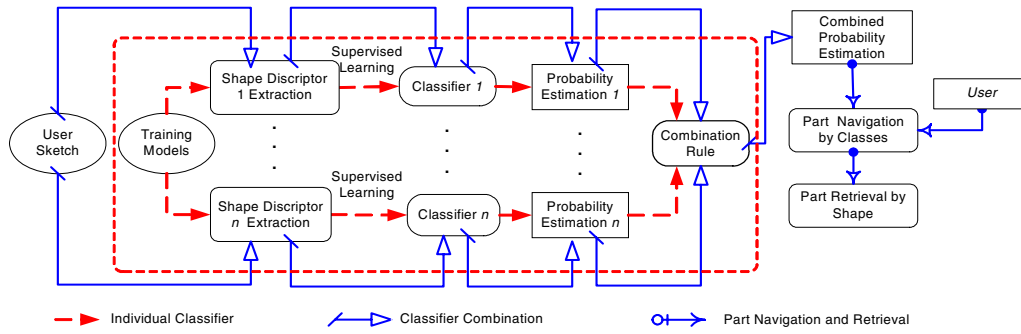 User
Sketch
Training
Models
Shape Discriptor
1 Extraction
Supervised
Learning
Classifier 1
Probability
Estimation 1
Shape Discriptor
n Extraction
Supervised
Learning
Classifier n
Probability
Estimation n
Combination
Rule
Combined
Probability
Estimation
User
Part Navigation
by Classes
Part Retrieval by
Shape
Individual Classifier
Classifier Combination
Part Navigation and Retrieval